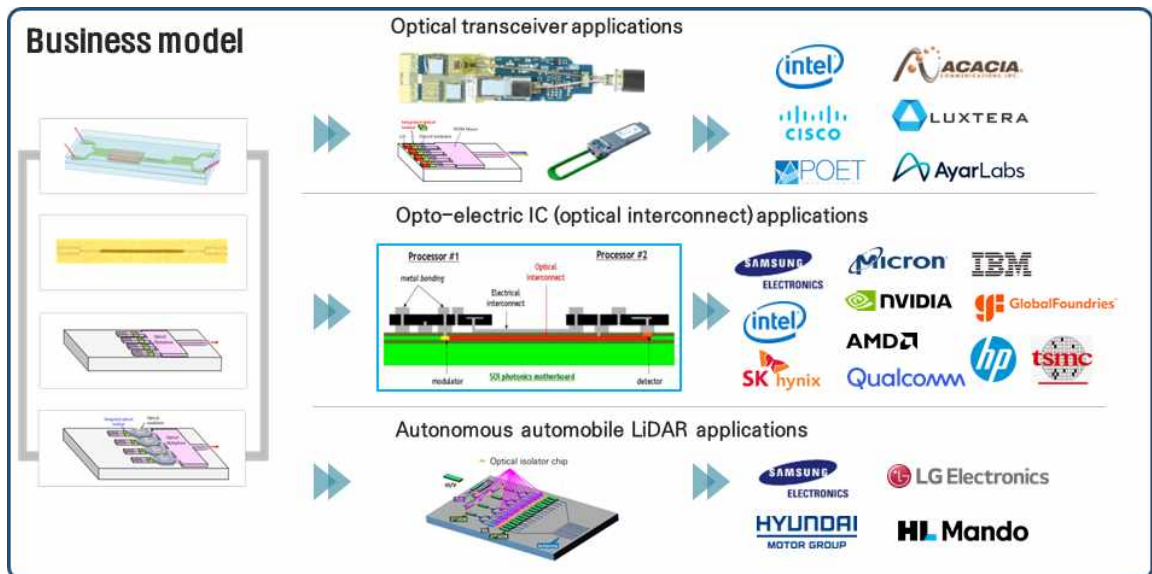 Business model
Optical transceiver applications
intel
ACACIA
COMMUNICATIONS, INC.
CISCO
LUXTERA
POET
AyarLabs
Opto-electric IC (optical interconnect) applications
Processor #1
Processor #2
metal bonding
Optical
interconnect
Electrical
interconnect
modulator
SOI photonics motherboard
detector
SAMSUNG
ELECTRONICS
Micron
IBM
intel
NVIDIA
GlobalFoundries
AMD
SK hynix
Qualcomm
hp
tsmc
Autonomous automobile LiDAR applications
Optical isolator chip
SAMSUNG
ELECTRONICS
LG Electronics
HYUNDAI
MOTOR GROUP
HL Mando